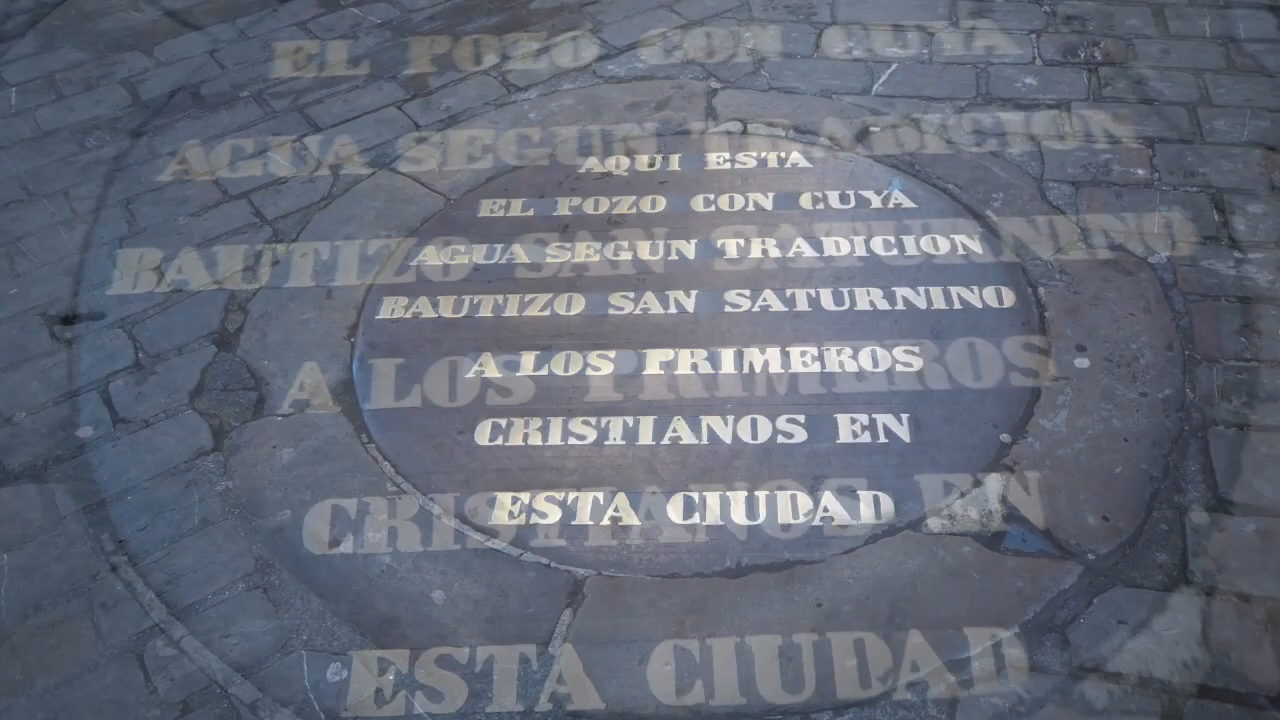 AQUI ESTA
EL POZO CON CUYA
AGUA SEGUN TRADICION
BAUTIZO SAN SATURNINO
A LOS PRIMEROS
CRISTIANOS EN
ESTA CIUDAD